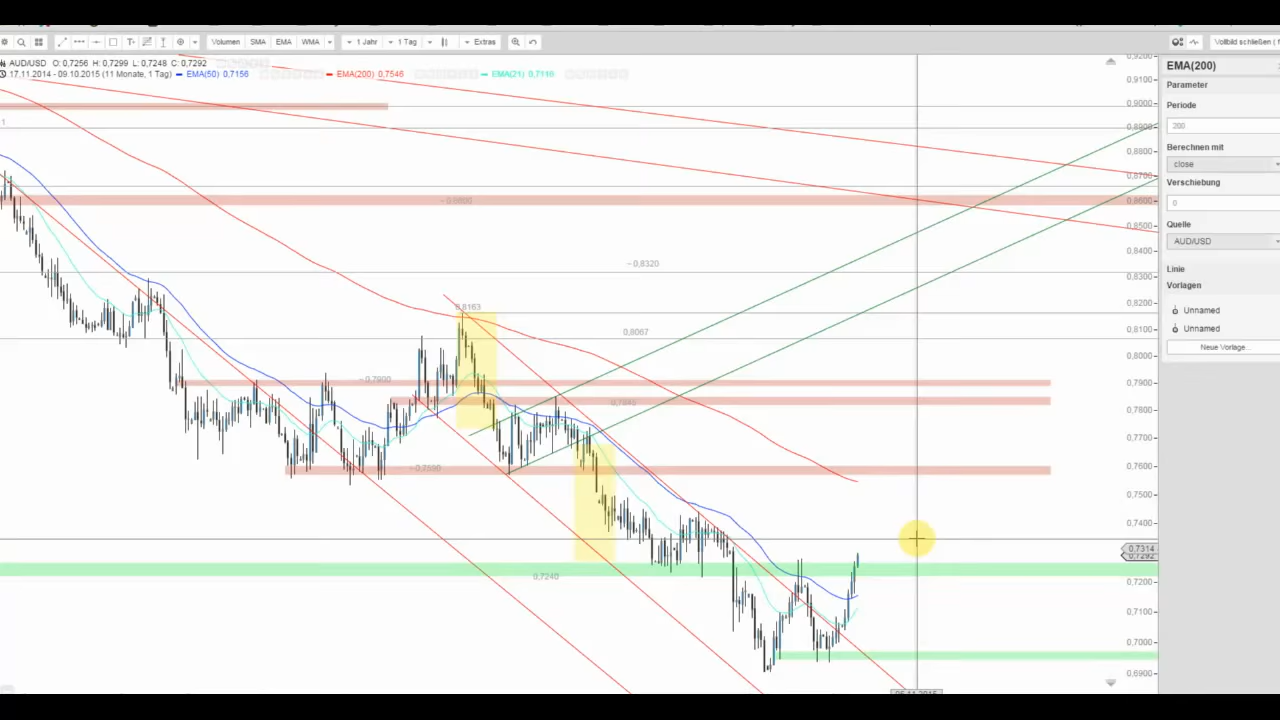 Volumen SMA EMA WMA 1 Jahr 1 Tag Extras Vollbild schließen (
AUD/USD O: 0,7256 H: 0,7299 L: 0,7248 C: 0,7292
17.11.2014 - 09.10.2015 (11 Monate, 1 Tag) EMA(50) 0,7156 EMA(200) 0,7546 EMA(21) 0,7116
EMA(200)
Parameter
Periode
200
Berechnen mit
close
Verschiebung
0
Quelle
AUD/USD
Linie
Vorlagen
Unnamed
Unnamed
Neue Vorlage...
0,9100
0,9000
0,8900
0,8800
0,8700
0,8600
0,8500
0,8400
0,8300
0,8200
0,8100
0,8000
0,7900
0,7800
0,7700
0,7600
0,7500
0,7400
0,7314
0,7292
0,7200
0,7100
0,7000
0,6900
1
~0,8320
0,8163
0,8067
~0,7900
0,7240